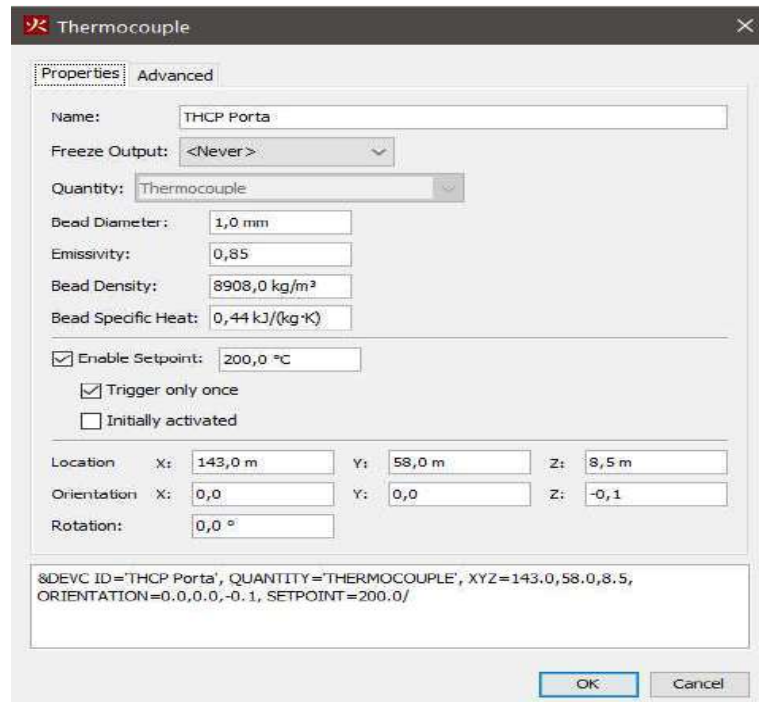 火 Thermocouple
Properties Advanced
Name: THCP Porta
Freeze Output: <Never>
Quantity: Thermocouple
Bead Diameter: 1,0 mm
Emissivity: 0,85
Bead Density: 8908,0 kg/m³
Bead Specific Heat: 0,44 kJ/(kg·K)
Enable Setpoint: 200,0 °C
Trigger only once
Initially activated
Location X: 143,0 m Y: 58,0 m Z: 8,5 m
Orientation X: 0,0 Y: 0,0 Z: -0,1
Rotation: 0,0 °
&DEVC ID='THCP Porta', QUANTITY='THERMOCOUPLE', XYZ=143.0,58.0,8.5,
ORIENTATION=0.0,0.0,-0.1, SETPOINT=200.0/
OK Cancel